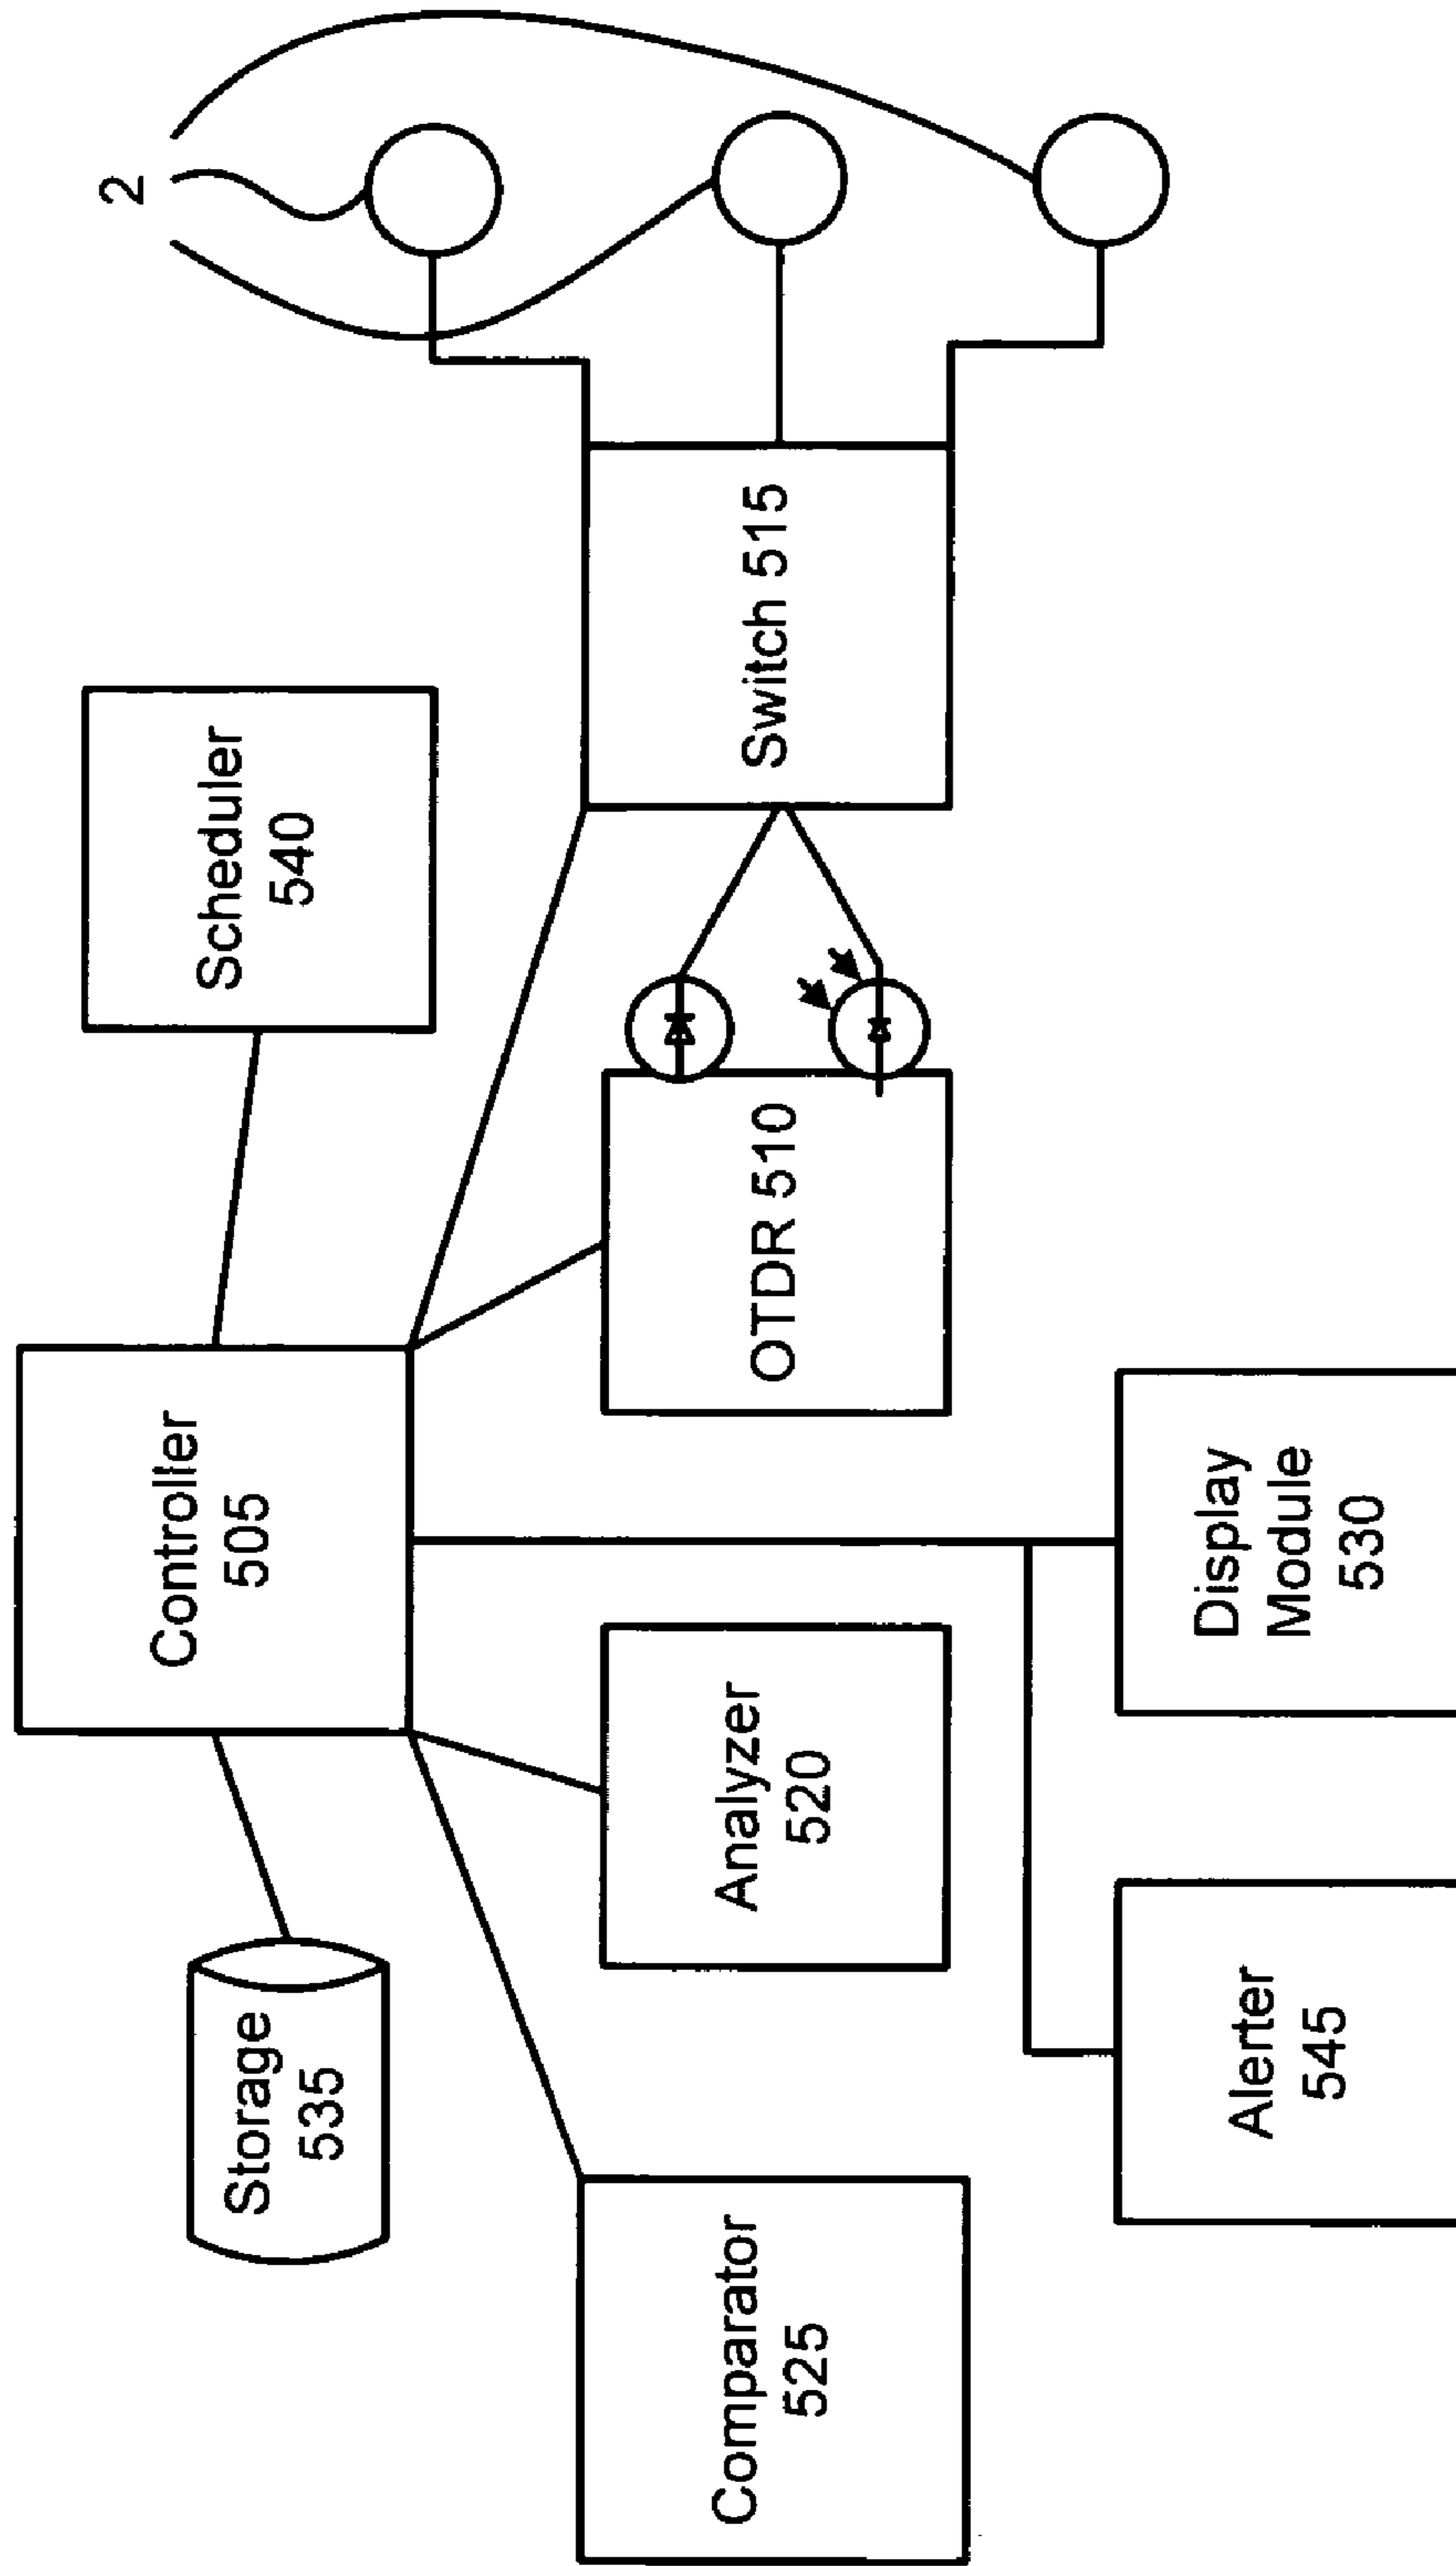 Storage
535
Controller
505
Scheduler
540
2
Comparator
525
Analyzer
520
OTDR 510
Switch 515
Alerter
545
Display
Module
530